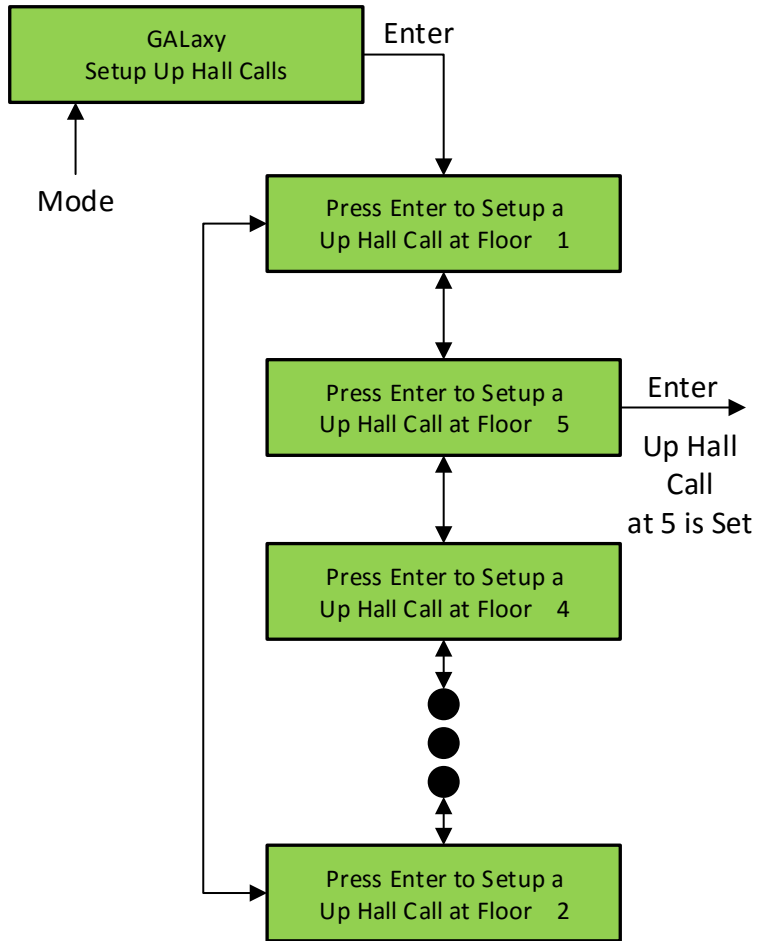 GALaxy
Setup Up Hall Calls
Enter
Mode
Press Enter to Setup a
Up Hall Call at Floor 1
Press Enter to Setup a
Up Hall Call at Floor 5
Enter
Up Hall
Call
at 5 is Set
Press Enter to Setup a
Up Hall Call at Floor 4
Press Enter to Setup a
Up Hall Call at Floor 2